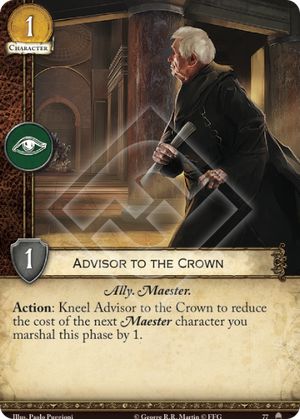 1
CHARACTER
1
ADVISOR TO THE CROWN
Ally. Maester.
Action: Kneel Advisor to the Crown to reduce
the cost of the next Maester character you
marshal this phase by 1.
Illus. Paolo Puggioni © George R.R. Martin © FFG 77